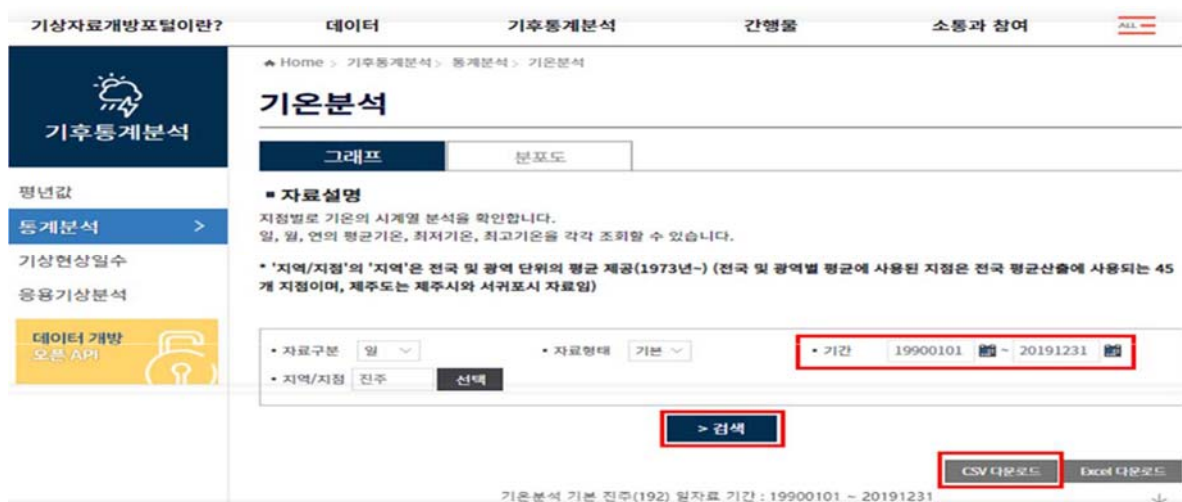 기상자료개방포털이란? 데이터 기후통계분석 간행물 소통과 참여 ALL
Home > 기후통계분석 > 통계분석 > 기온분석
기후통계분석
기온분석
그래프 분포도
평년값
통계분석 >
기상현상일수
응용기상분석
데이터 개방
오픈 API
■ 자료설명
지점별로 기온의 시계열 분석을 확인합니다.
일, 월, 연의 평균기온, 최저기온, 최고기온을 각각 조회할 수 있습니다.
* '지역/지점'의 '지역'은 전국 및 광역 단위의 평균 제공(1973년~) (전국 및 광역별 평균에 사용된 지점은 전국 평균산출에 사용되는 45
개 지점이며, 제주도는 제주시와 서귀포시 자료임)
• 자료구분 일 • 자료형태 기본 • 기간 19900101 ~ 20191231
• 지역/지점 진주 선택
> 검색
CSV 다운로드 Excel 다운로드
기온분석 기본 진주(192) 일자료 기간 : 19900101 ~ 20191231